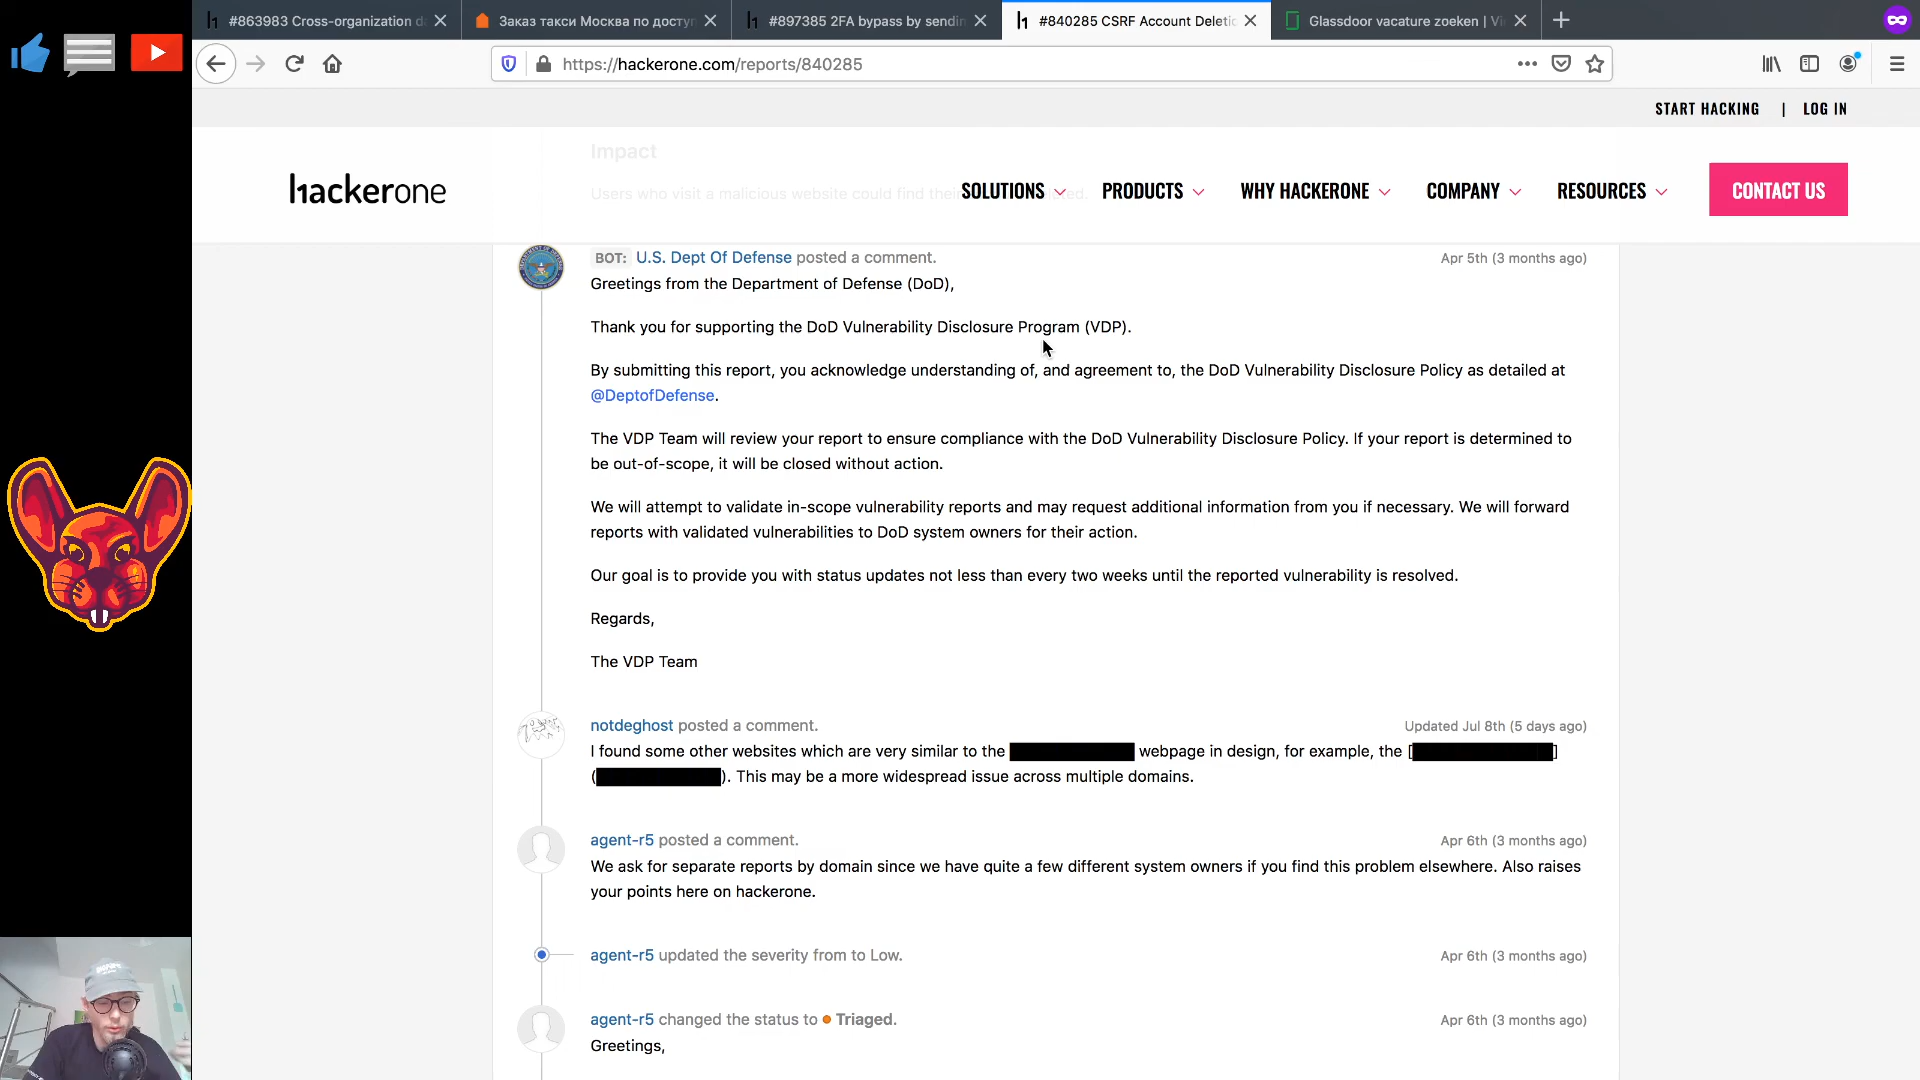 #863983 Cross-organization da
Заказ такси Москва по доступ
#897385 2FA bypass by sendin
#840285 CSRF Account Deleti
Glassdoor vacature zoeken | Vi
https://hackerone.com/reports/840285
START HACKING | LOG IN
Impact
Users who visit a malicious website could find their
hackerone
SOLUTIONS
PRODUCTS
WHY HACKERONE
COMPANY
RESOURCES
CONTACT US
BOT: U.S. Dept Of Defense posted a comment. Apr 5th (3 months ago)
Greetings from the Department of Defense (DoD),
Thank you for supporting the DoD Vulnerability Disclosure Program (VDP).
By submitting this report, you acknowledge understanding of, and agreement to, the DoD Vulnerability Disclosure Policy as detailed at
@DeptofDefense.
The VDP Team will review your report to ensure compliance with the DoD Vulnerability Disclosure Policy. If your report is determined to
be out-of-scope, it will be closed without action.
We will attempt to validate in-scope vulnerability reports and may request additional information from you if necessary. We will forward
reports with validated vulnerabilities to DoD system owners for their action.
Our goal is to provide you with status updates not less than every two weeks until the reported vulnerability is resolved.
Regards,
The VDP Team
notdeghost posted a comment. Updated Jul 8th (5 days ago)
I found some other websites which are very similar to the webpage in design, for example, the [ ]
( ). This may be a more widespread issue across multiple domains.
agent-r5 posted a comment. Apr 6th (3 months ago)
We ask for separate reports by domain since we have quite a few different system owners if you find this problem elsewhere. Also raises
your points here on hackerone.
agent-r5 updated the severity from to Low. Apr 6th (3 months ago)
agent-r5 changed the status to Triaged. Apr 6th (3 months ago)
Greetings,